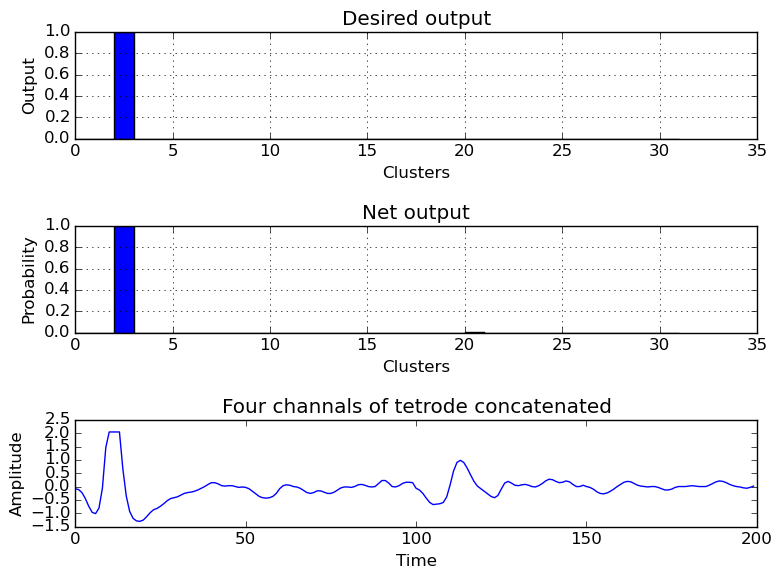 Desired output
1.0
0.8
0.6
0.4
0.2
0.0
Output
0 5 10 15 20 25 30 35
Clusters
Net output
1.0
0.8
0.6
0.4
0.2
0.0
Probability
0 5 10 15 20 25 30 35
Clusters
Four channals of tetrode concatenated
2.5
2.0
1.5
1.0
0.5
0.0
−0.5
−1.0
−1.5
Amplitude
0 50 100 150 200
Time